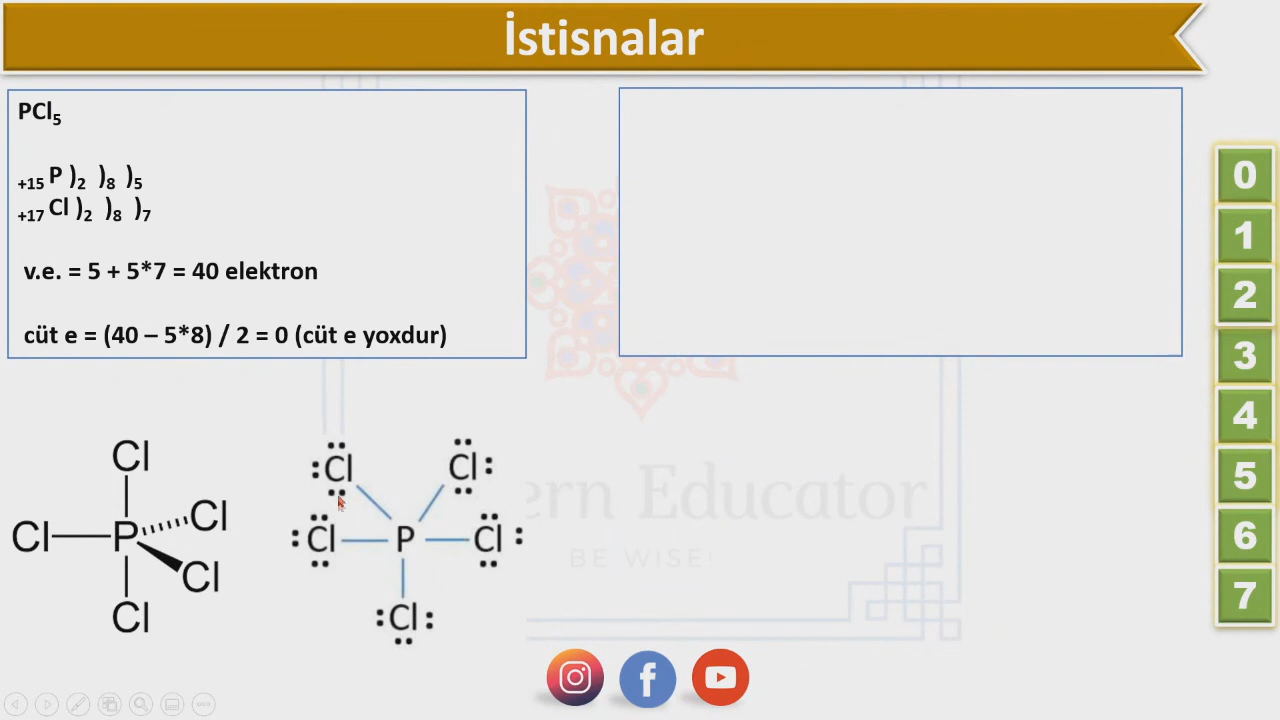 İstisnalar
PCl₅
₊₁₅ P )₂ )₈ )₅
₊₁₇ Cl )₂ )₈ )₇
v.e. = 5 + 5*7 = 40 elektron
cüt e = (40 – 5*8) / 2 = 0 (cüt e yoxdur)
0
1
2
3
4
5
6
7
Cl
Cl
P
Cl
Cl
Cl
Cl
Cl
Cl
P
Cl
Cl
ern Educator
BE WISE!